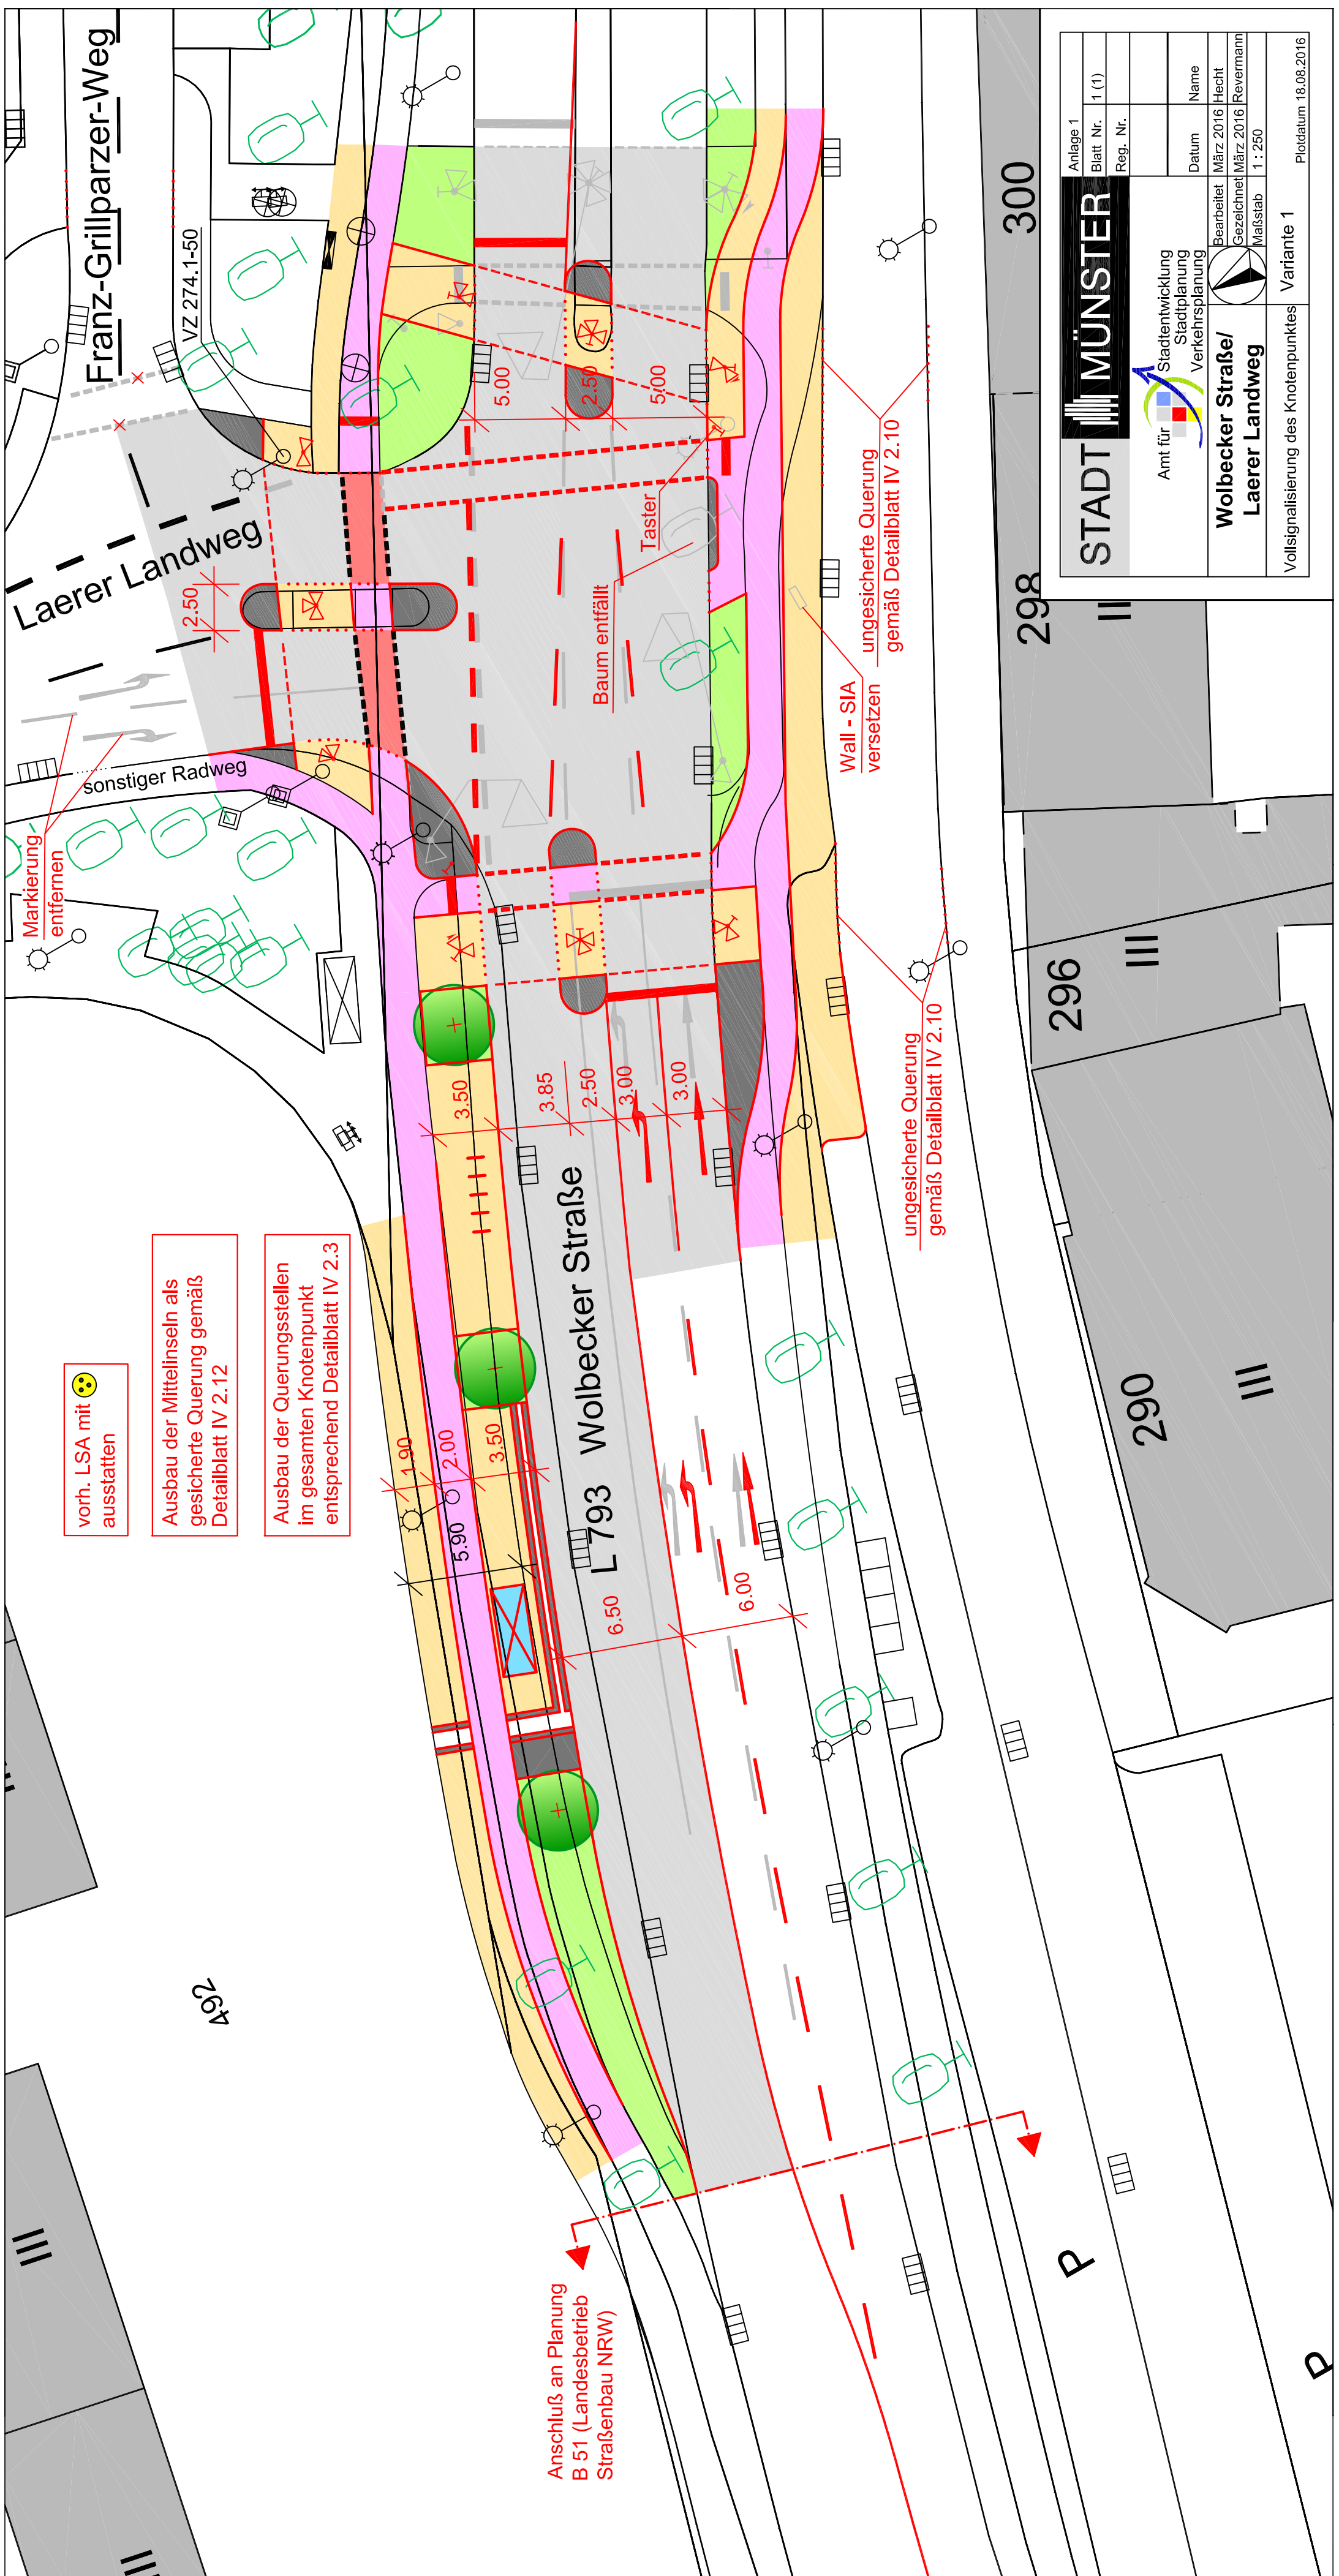 Franz-Grillparzer-Weg
VZ 274.1-50
Laerer Landweg
2.50
sonstiger Radweg
Markierung
entfernen
5.00
2.50
5.00
Taster
Baum entfällt
ungesicherte Querung
gemäß Detailblatt IV 2.10
Wall - SIA
versetzen
ungesicherte Querung
gemäß Detailblatt IV 2.10
3.50
3.85
2.50
3.00
3.00
L 793 Wolbecker Straße
vorh. LSA mit
ausstatten
Ausbau der Mittelinseln als
gesicherte Querung gemäß
Detailblatt IV 2.12
Ausbau der Querungsstellen
im gesamten Knotenpunkt
entsprechend Detailblatt IV 2.3
1.90
2.00
3.50
5.90
6.50
6.00
492
III
III
III
Anschluß an Planung
B 51 (Landesbetrieb
Straßenbau NRW)
P
P
290
III
296
III
298
II
300
STADT MÜNSTER
Amt für
Stadtentwicklung
Stadtplanung
Verkehrsplanung
Anlage 1
Blatt Nr. 1 (1)
Reg. Nr.
Datum Name
Bearbeitet März 2016 Hecht
Gezeichnet März 2016 Revermann
Maßstab 1 : 250
Wolbecker Straße/
Laerer Landweg
Vollsignalisierung des Knotenpunktes Variante 1
Plotdatum 18.08.2016